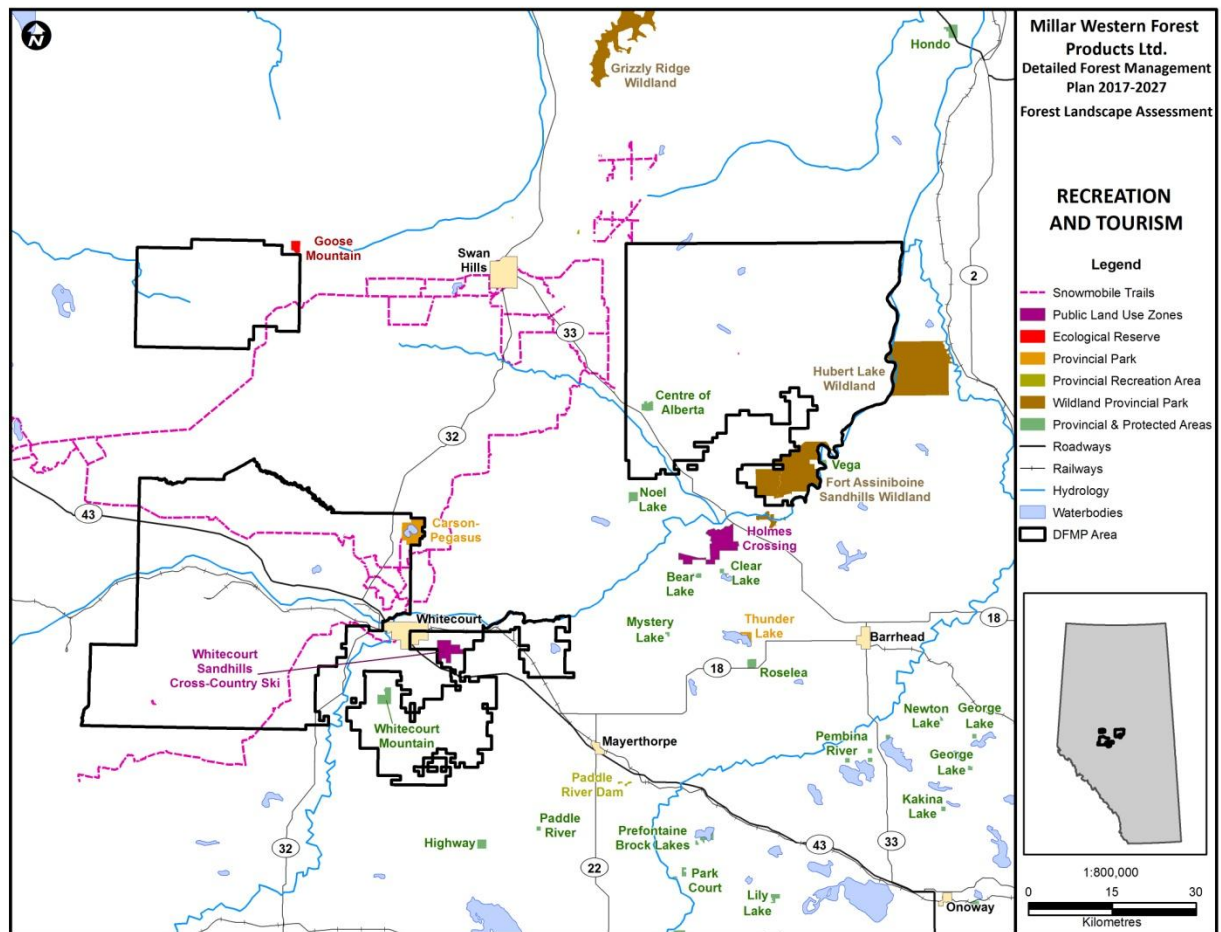 N
Grizzly Ridge
Wildland
Hondo
Goose
Mountain
Swan
Hills
2
33
Hubert Lake
Wildland
Centre of
Alberta
32
Vega
Fort Assiniboine
Sandhills Wildland
Noel
Lake
43
Carson-
Pegasus
Holmes
Crossing
Bear
Lake
Clear
Lake
Whitecourt
Mystery
Lake
Thunder
Lake
18
Barrhead
Whitecourt
Sandhills
Cross-Country Ski
18
Roselea
Whitecourt
Mountain
Newton
Lake
George
Lake
Mayerthorpe
Pembina
River
George
Lake
Paddle
River Dam
Kakina
Lake
Paddle
River
Prefontaine
Brock Lakes
Highway
32
43
33
22
Park
Court
Lily
Lake
Onoway
Millar Western Forest
Products Ltd.
Detailed Forest Management
Plan 2017-2027
Forest Landscape Assessment
RECREATION
AND TOURISM
Legend
Snowmobile Trails
Public Land Use Zones
Ecological Reserve
Provincial Park
Provincial Recreation Area
Wildland Provincial Park
Provincial & Protected Areas
Roadways
Railways
Hydrology
Waterbodies
DFMP Area
1:800,000
0 15 30
Kilometres